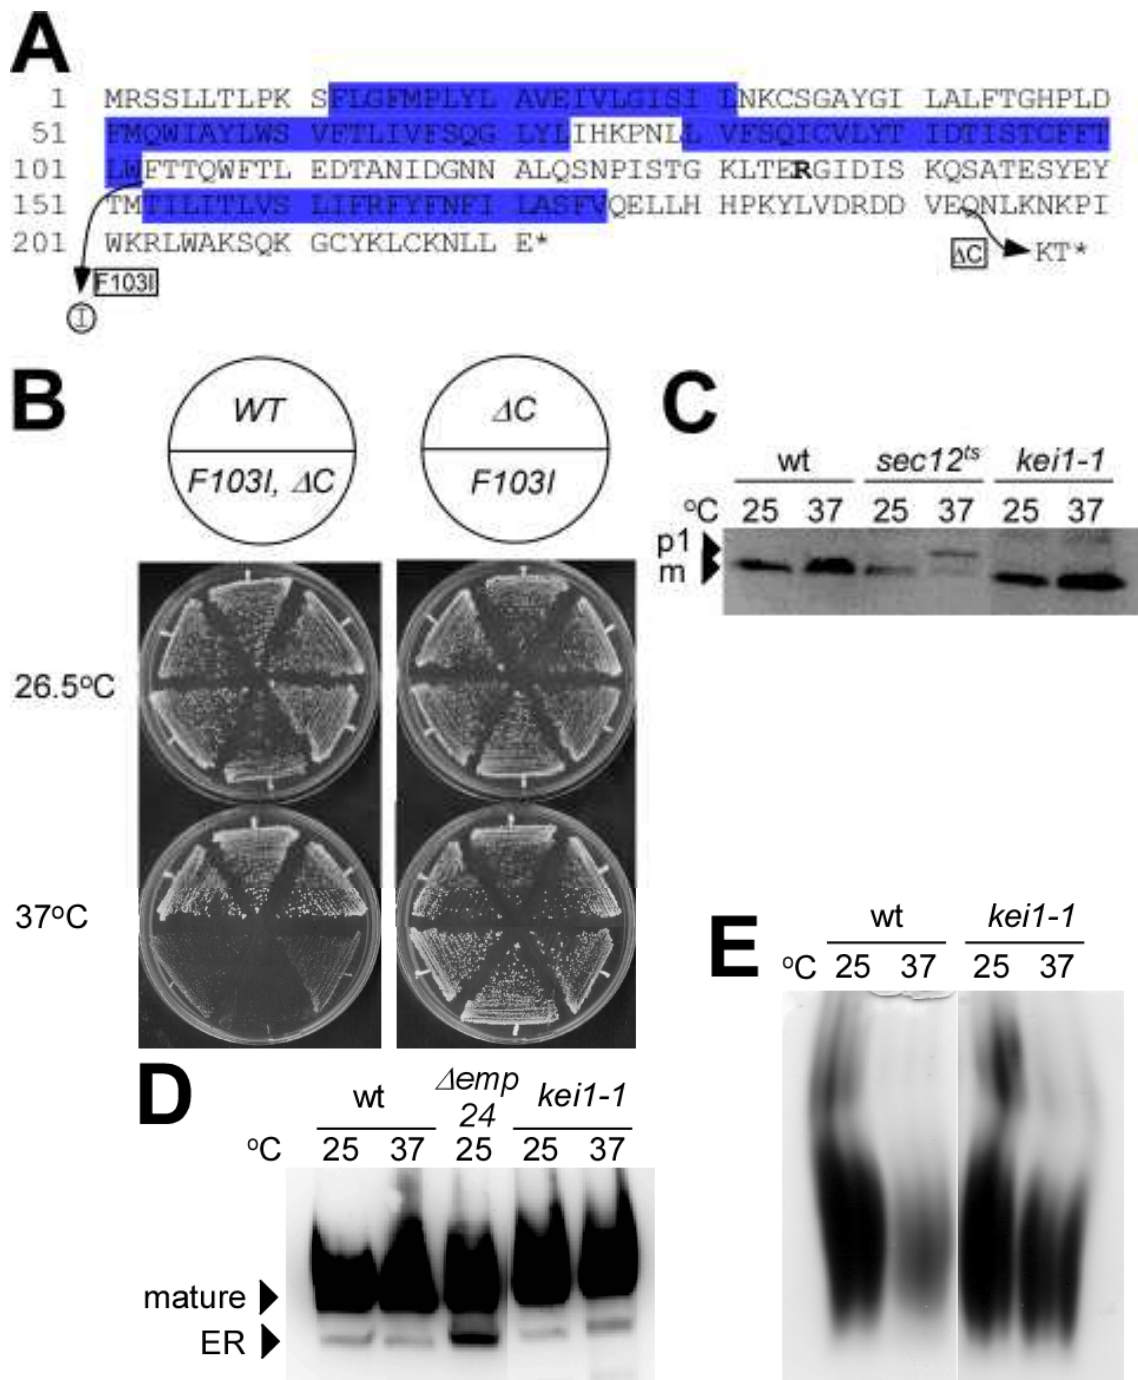 A
1 MRSSLLTLPK SFLGFMPLYL AVEIVLGISI LNKCSGAYGI LALFTGHPLD
51 FMQWIAYLWS VFTLIVFSQG LYLIHKPNLL VFSQICVLYT IDTISTCFFT
101 LWFTTQWFTL EDTANIDGNN ALQSNPISTG KLTERGIDIS KQSATESYEY
151 TMTILITLVS LIFRFYFNFI LASFVQELLH HPKYLVDRDD VEQNLKNKPI
201 WKRLWAKSQK GCYKLCKNLL E*
ΔC KT*
F103I
I
B
WT
F103I, ΔC
ΔC
F103I
26.5°C
37°C
C
wt sec12ts kei1-1
°C 25 37 25 37 25 37
p1
m
D
wt Δemp24 kei1-1
°C 25 37 25 25 37
mature
ER
E
wt kei1-1
°C 25 37 25 37